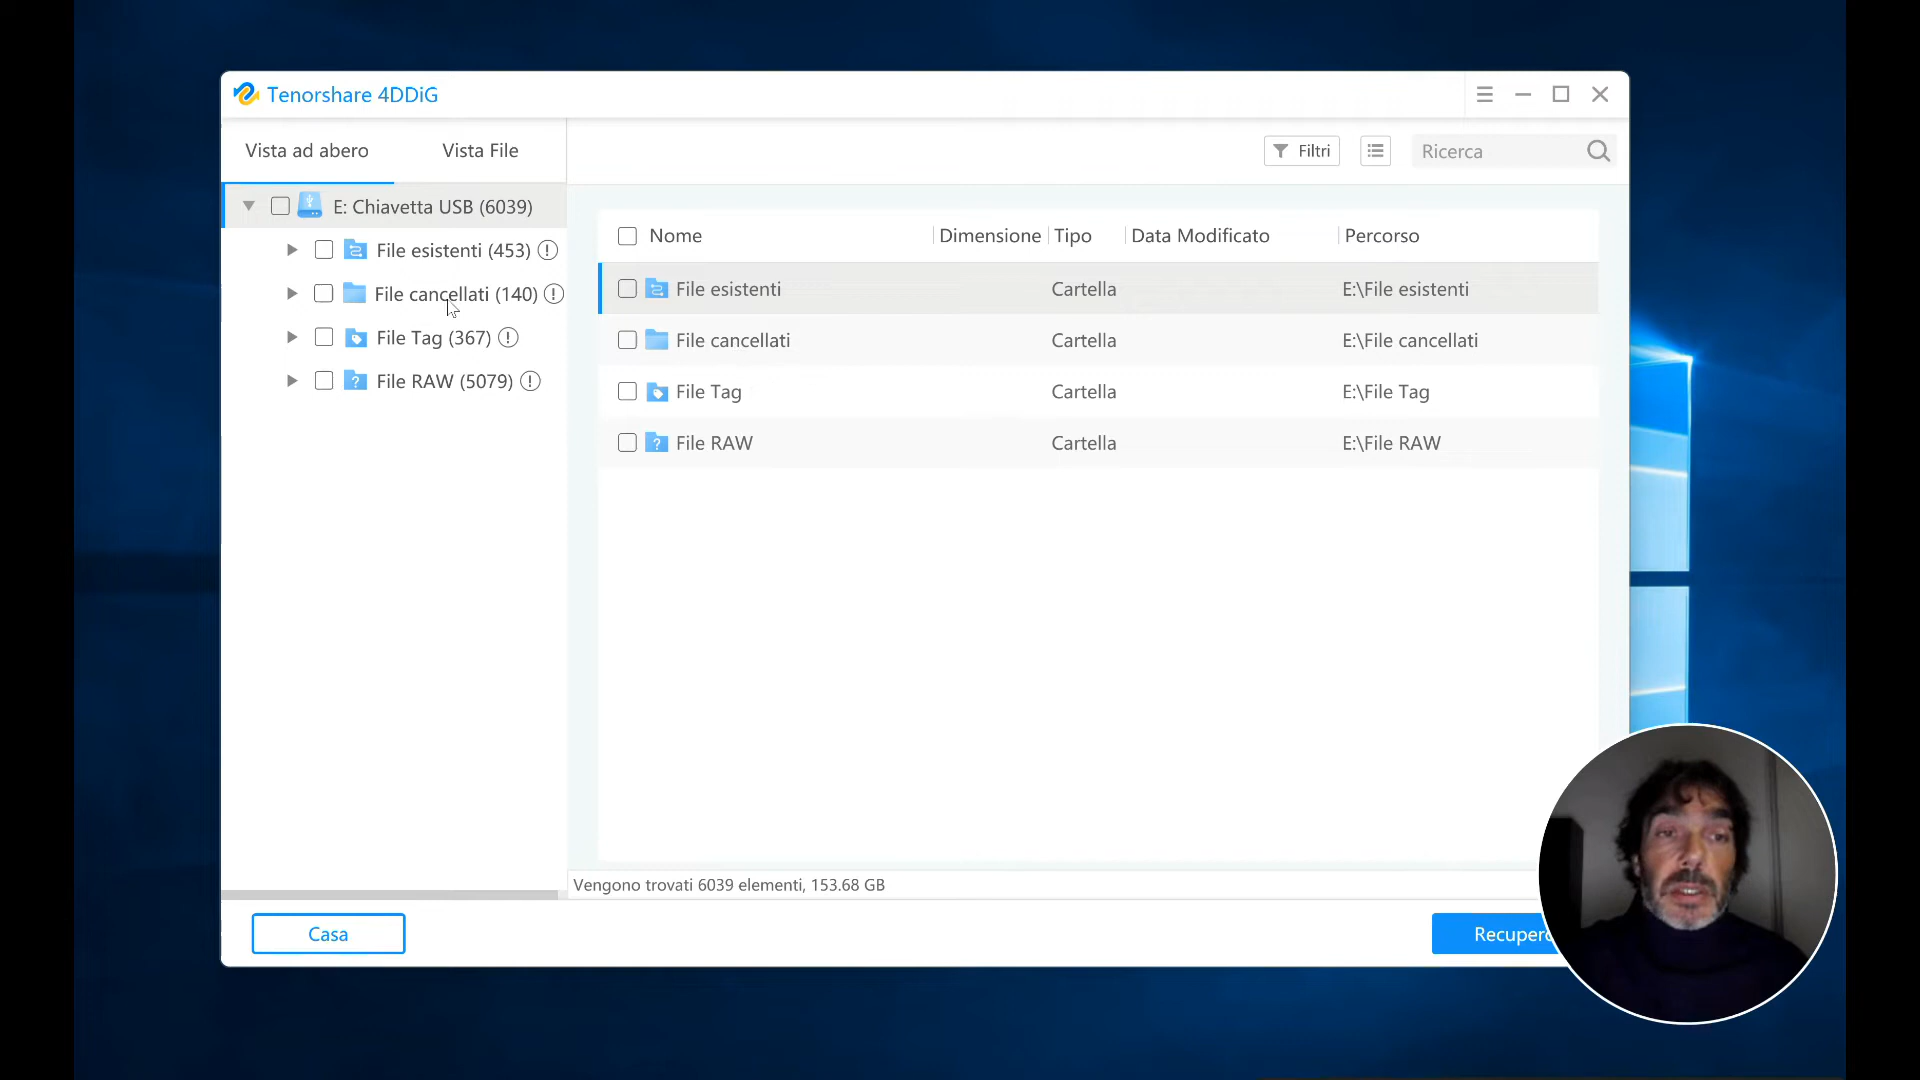 Tenorshare 4DDiG
Vista ad abero Vista File
Filtri Ricerca
E: Chiavetta USB (6039)
File esistenti (453)
File cancellati (140)
File Tag (367)
File RAW (5079)
Nome Dimensione Tipo Data Modificato Percorso
File esistenti Cartella E:\File esistenti
File cancellati Cartella E:\File cancellati
File Tag Cartella E:\File Tag
File RAW Cartella E:\File RAW
Vengono trovati 6039 elementi, 153.68 GB
Casa Recupero